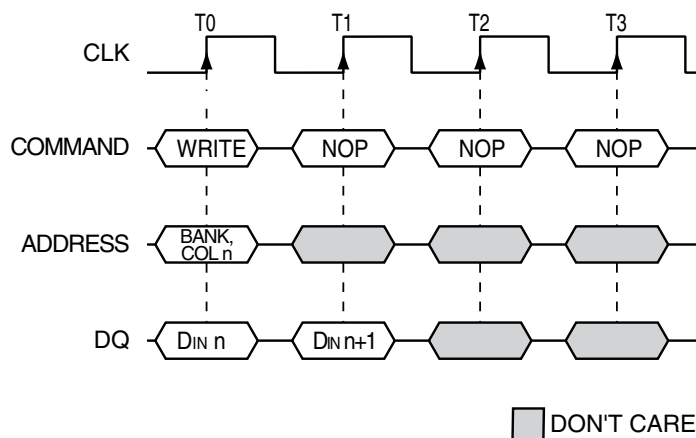 T0 T1 T2 T3
CLK
COMMAND WRITE NOP NOP NOP
ADDRESS BANK, COL n
DQ DIN n DIN n+1
DON'T CARE